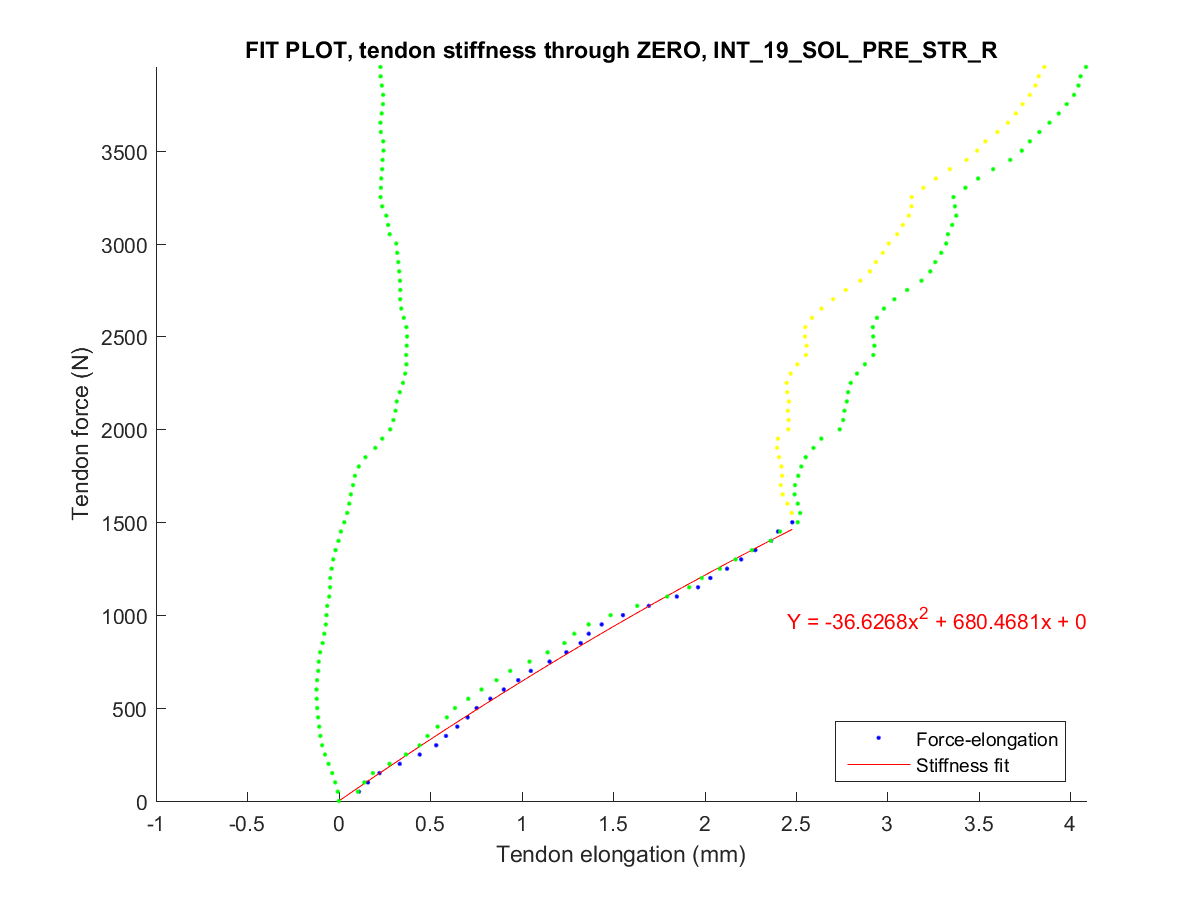 FIT PLOT, tendon stiffness through ZERO, INT_19_SOL_PRE_STR_R
Tendon force (N)
3500
3000
2500
2000
1500
1000
500
0
Y = -36.6268x² + 680.4681x + 0
Force-elongation
Stiffness fit
-1 -0.5 0 0.5 1 1.5 2 2.5 3 3.5 4
Tendon elongation (mm)